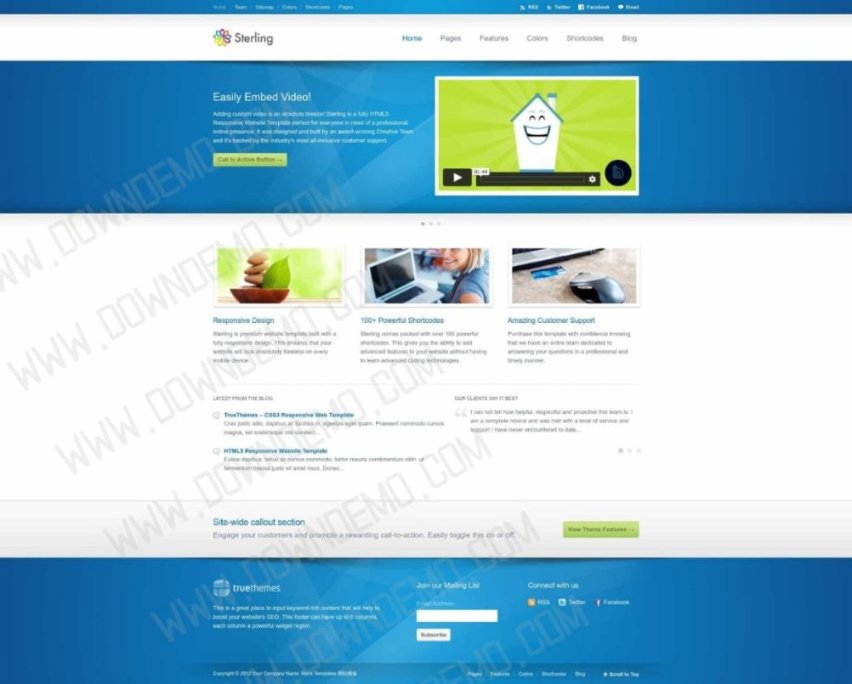 Home Team Sitemap Colors Shortcodes Pages
RSS Twitter Facebook Email
Sterling
Home Pages Features Colors Shortcodes Blog
Easily Embed Video!
Adding custom video is an absolute breeze! Sterling is a fully HTML5
Responsive Website Template perfect for everyone in need of a professional
online presence. It was designed and built by an award-winning Creative Team
and it's backed by the industry's most all-inclusive customer support.
Call to Action Button
01:44
Responsive Design
Sterling is premium website template built with a
fully responsive design. This ensures that your
website will look absolutely flawless on every
mobile device.
100+ Powerful Shortcodes
Sterling comes packed with over 100 powerful
shortcodes. This gives you the ability to add
advanced features to your website without having
to learn advanced coding technologies.
Amazing Customer Support
Purchase this template with confidence knowing
that we have an entire team dedicated to
answering your questions in a professional and
timely manner.
LATEST FROM THE BLOG
TrueThemes – CSS3 Responsive Web Template
Cras justo odio, dapibus ac facilisis in, egestas eget quam. Praesent commodo cursus
magna, vel scelerisque nisl consect...
HTML5 Responsive Website Template
Fusce dapibus, tellus ac cursus commodo, tortor mauris condimentum nibh, ut
fermentum massa justo sit amet risus. Donec...
OUR CLIENTS SAY IT BEST
I can not tell how helpful, respectful and proactive this team is. I
am a complete novice and was met with a level of service and
support I have never encountered to date...
Site-wide callout section
Engage your customers and promote a rewarding call-to-action. Easily toggle this on or off.
View Theme Features
truethemes
This is a great place to input keyword-rich content that will help to
boost your website's SEO. This footer can have up to 6 columns,
each column a powerful widget region.
Join our Mailing List
E-mail Address
Subscribe
Connect with us
RSS Twitter Facebook
Copyright © 2012 Your Company Name. More Templates
Pages Features Colors Shortcodes Blog Scroll to Top
WWW.DOWNDEMO.COM
WWW.DOWNDEMO.COM
WWW.DOWNDEMO.COM
WWW.DOWNDEMO.COM
WWW.DOWNDEMO.COM